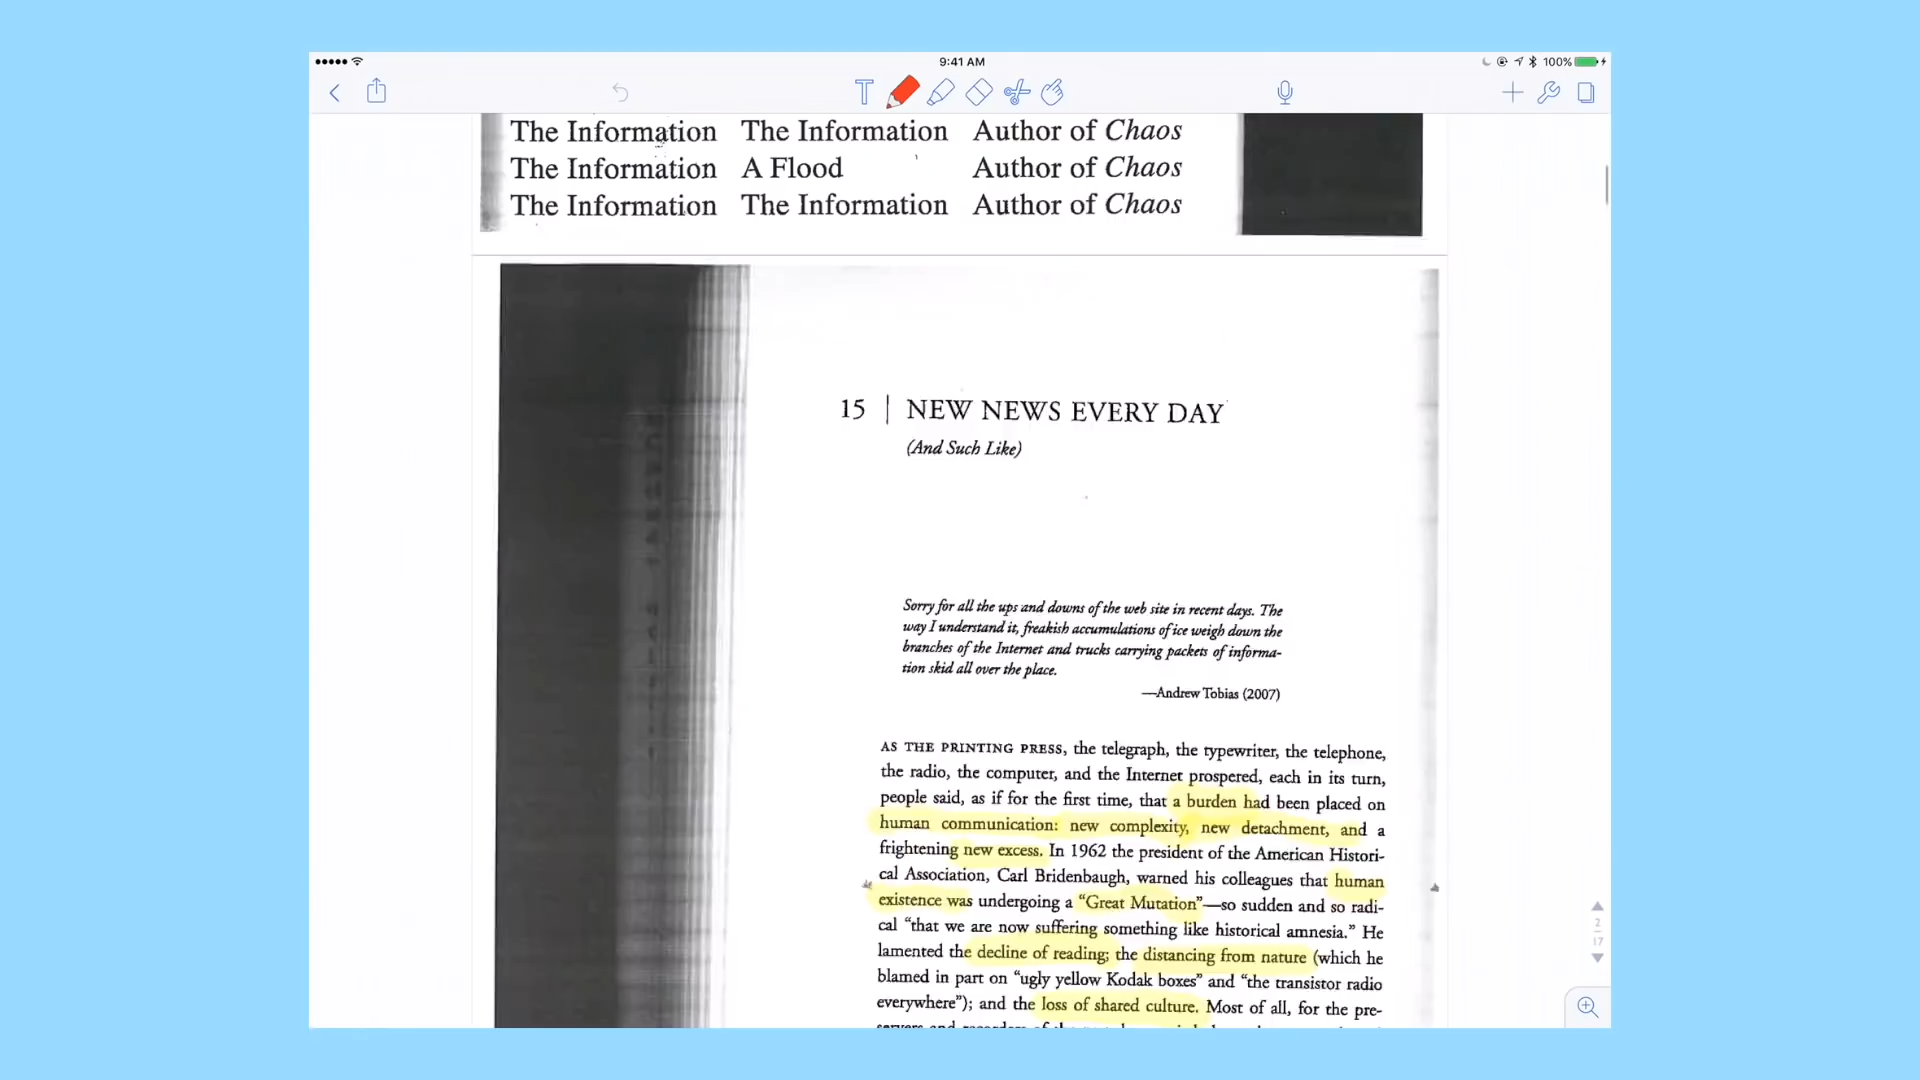 9:41 AM
100%
The Information The Information Author of Chaos
The Information A Flood Author of Chaos
The Information The Information Author of Chaos
15 | NEW NEWS EVERY DAY
(And Such Like)
Sorry for all the ups and downs of the web site in recent days. The
way I understand it, freakish accumulations of ice weigh down the
branches of the Internet and trucks carrying packets of informa-
tion skid all over the place.
—Andrew Tobias (2007)
AS THE PRINTING PRESS, the telegraph, the typewriter, the telephone,
the radio, the computer, and the Internet prospered, each in its turn,
people said, as if for the first time, that a burden had been placed on
human communication: new complexity, new detachment, and a
frightening new excess. In 1962 the president of the American Histori-
cal Association, Carl Bridenbaugh, warned his colleagues that human
existence was undergoing a “Great Mutation”—so sudden and so radi-
cal “that we are now suffering something like historical amnesia.” He
lamented the decline of reading; the distancing from nature (which he
blamed in part on “ugly yellow Kodak boxes” and “the transistor radio
everywhere”); and the loss of shared culture. Most of all, for the pre-
2
17